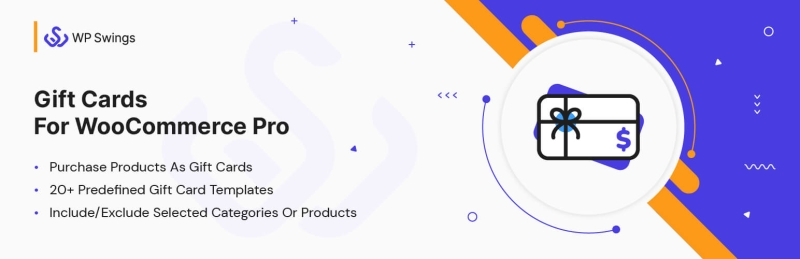 WP Swings
Gift Cards
For WooCommerce Pro
• Purchase Products As Gift Cards
• 20+ Predefined Gift Card Templates
• Include/Exclude Selected Categories Or Products
$